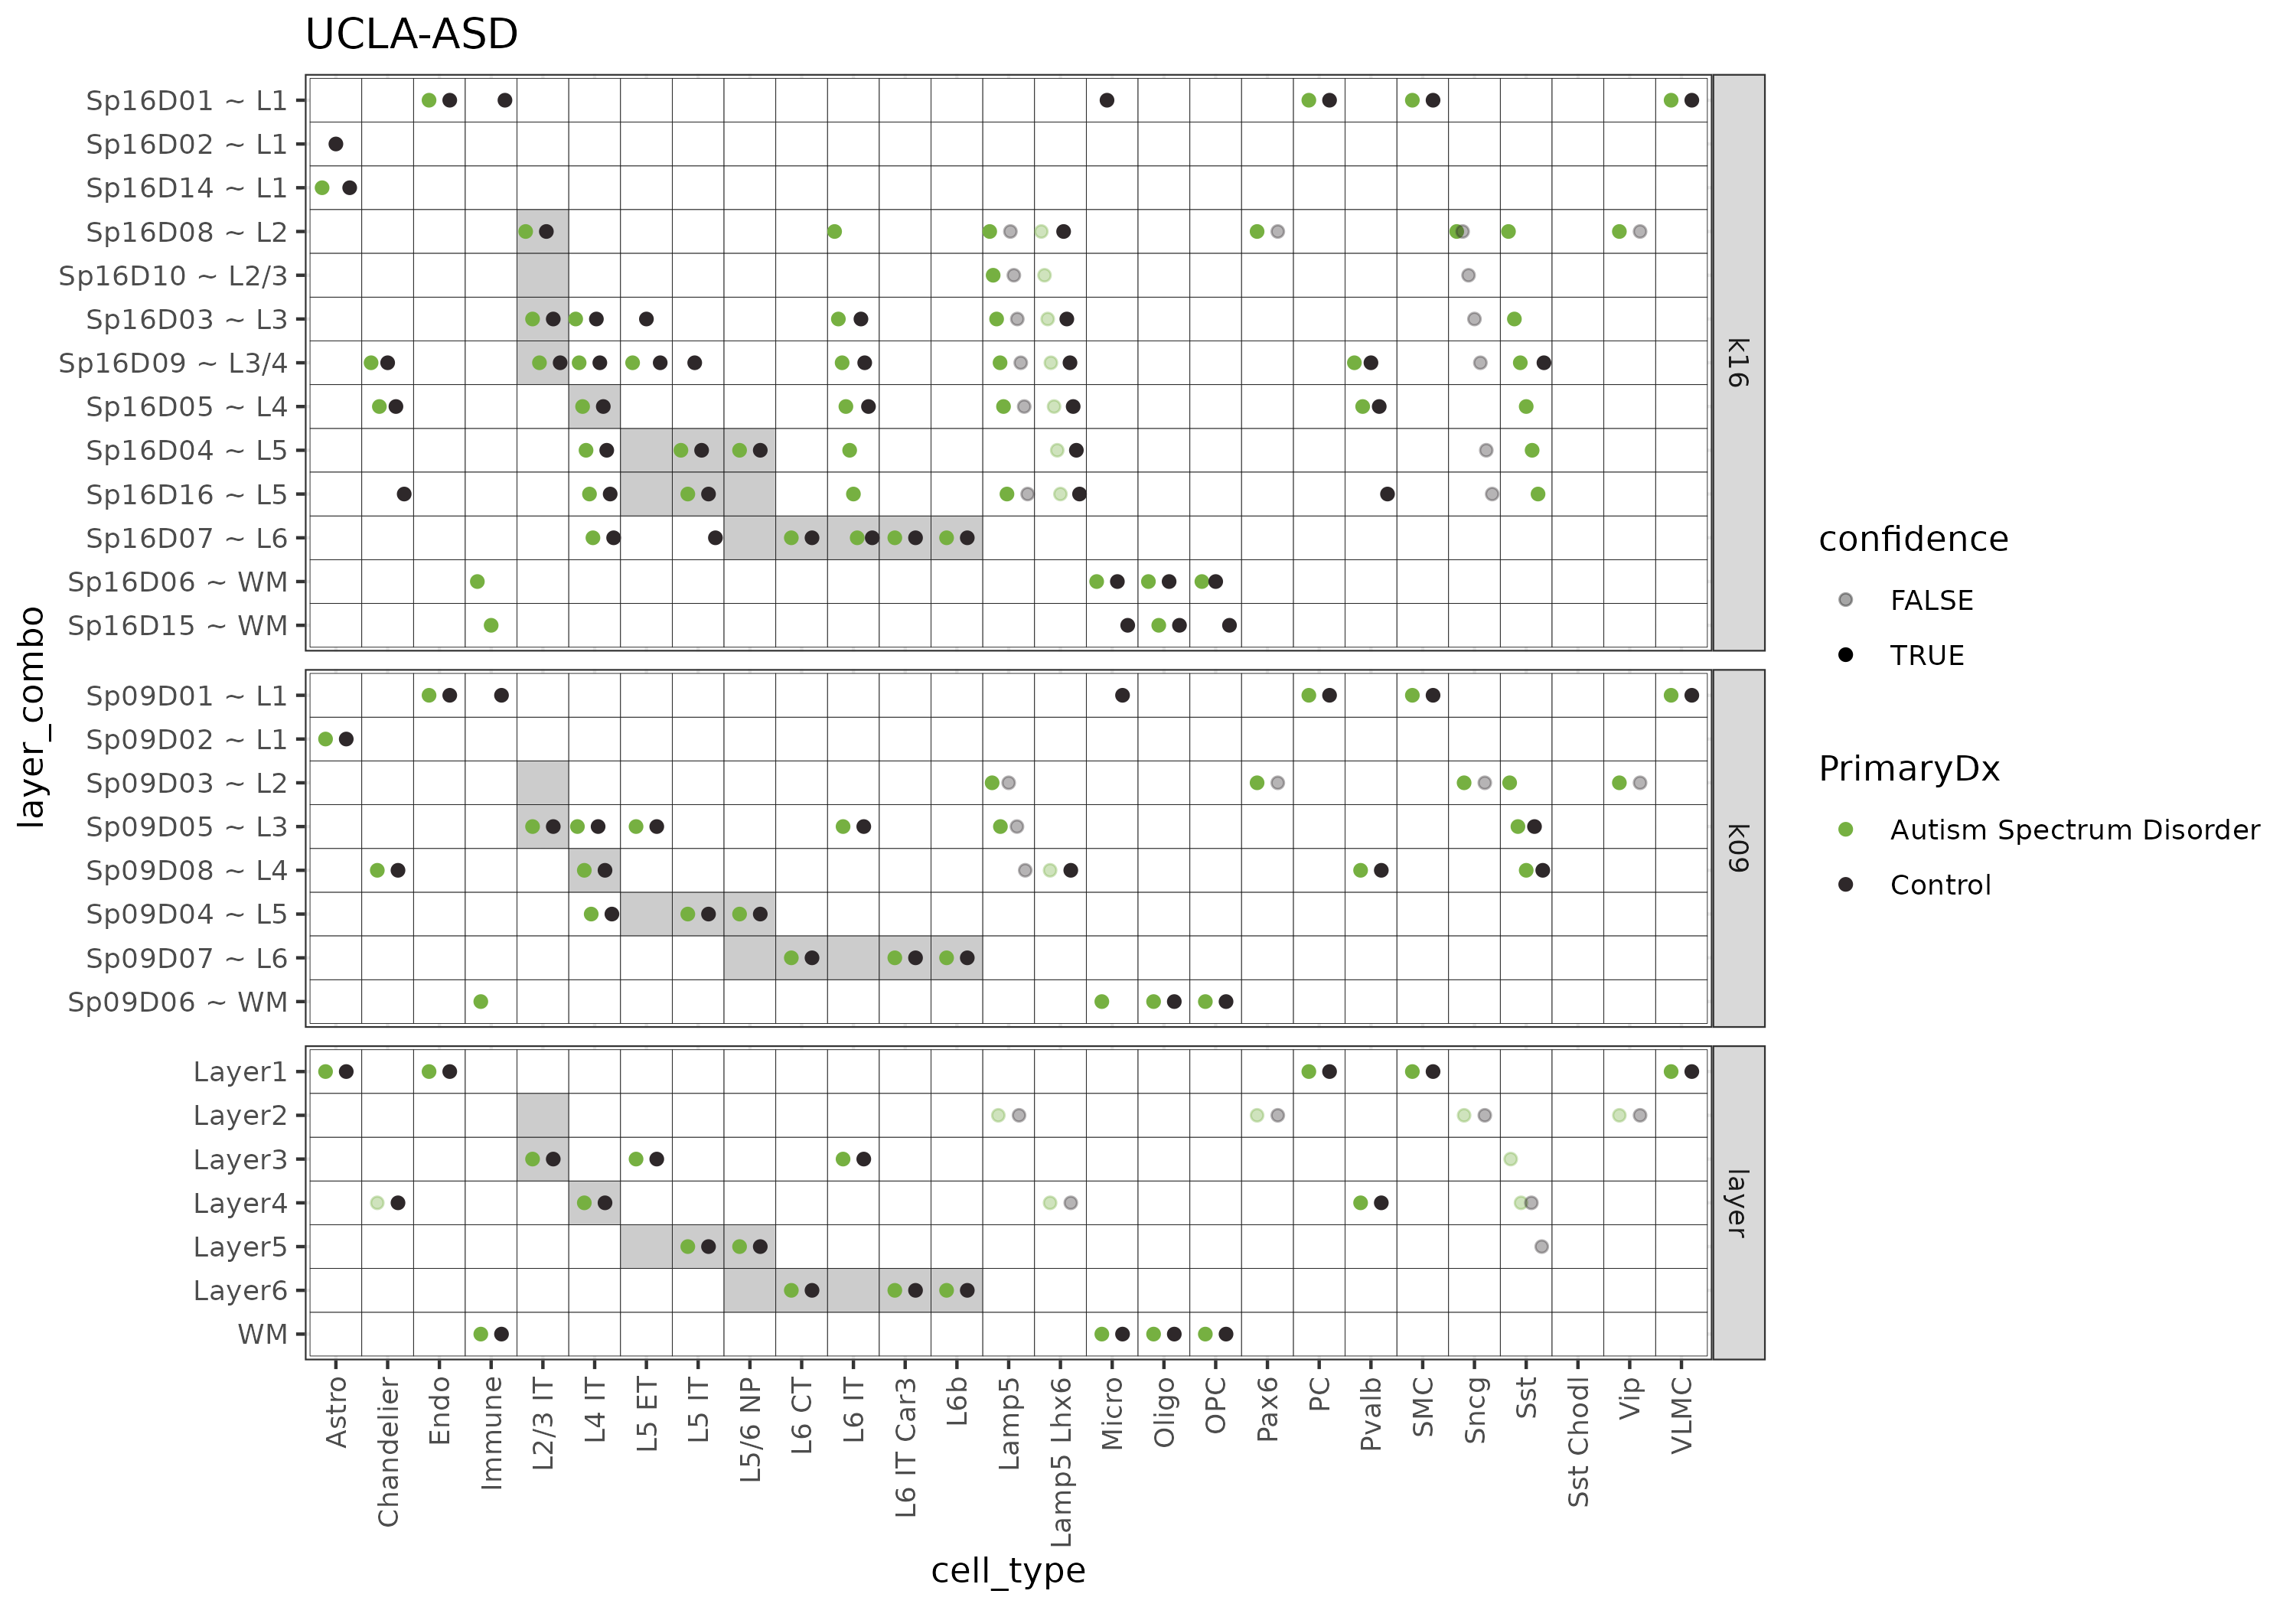 UCLA-ASD
Sp16D01 ~ L1
Sp16D02 ~ L1
Sp16D14 ~ L1
Sp16D08 ~ L2
Sp16D10 ~ L2/3
Sp16D03 ~ L3
Sp16D09 ~ L3/4
Sp16D05 ~ L4
Sp16D04 ~ L5
Sp16D16 ~ L5
Sp16D07 ~ L6
Sp16D06 ~ WM
Sp16D15 ~ WM
k16
Sp09D01 ~ L1
Sp09D02 ~ L1
Sp09D03 ~ L2
Sp09D05 ~ L3
Sp09D08 ~ L4
Sp09D04 ~ L5
Sp09D07 ~ L6
Sp09D06 ~ WM
k09
Layer1
Layer2
Layer3
Layer4
Layer5
Layer6
WM
layer
layer_combo
Astro
Chandelier
Endo
Immune
L2/3 IT
L4 IT
L5 ET
L5 IT
L5/6 NP
L6 CT
L6 IT
L6 IT Car3
L6b
Lamp5
Lamp5 Lhx6
Micro
Oligo
OPC
Pax6
PC
Pvalb
SMC
Sncg
Sst
Sst Chodl
Vip
VLMC
cell_type
confidence
FALSE
TRUE
PrimaryDx
Autism Spectrum Disorder
Control